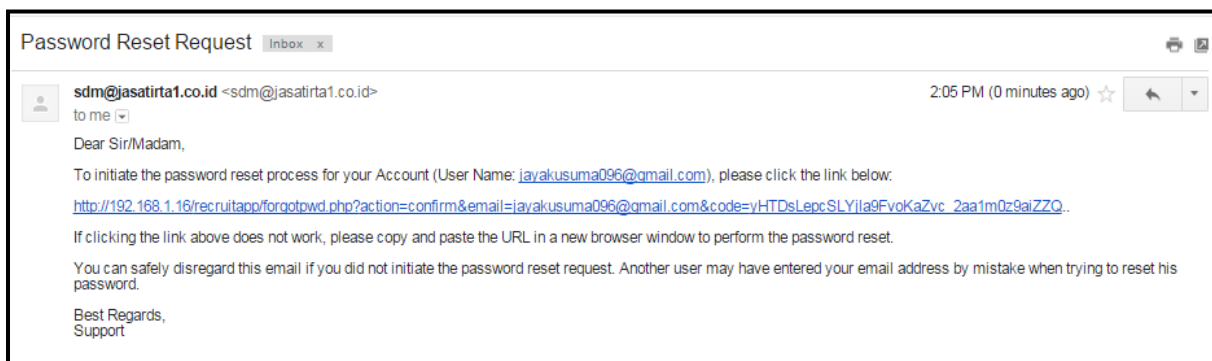 Password Reset Request Inbox x
sdm@jasatirta1.co.id <sdm@jasatirta1.co.id> 2:05 PM (0 minutes ago)
to me
Dear Sir/Madam,
To initiate the password reset process for your Account (User Name: jayakusuma096@gmail.com), please click the link below:
http://192.168.1.16/recruitapp/forgotpwd.php?action=confirm&email=jayakusuma096@gmail.com&code=yHTDsLepcSLYjIa9FvoKaZvc_2aa1m0z9aiZZQ..
If clicking the link above does not work, please copy and paste the URL in a new browser window to perform the password reset.
You can safely disregard this email if you did not initiate the password reset request. Another user may have entered your email address by mistake when trying to reset his
password.
Best Regards,
Support